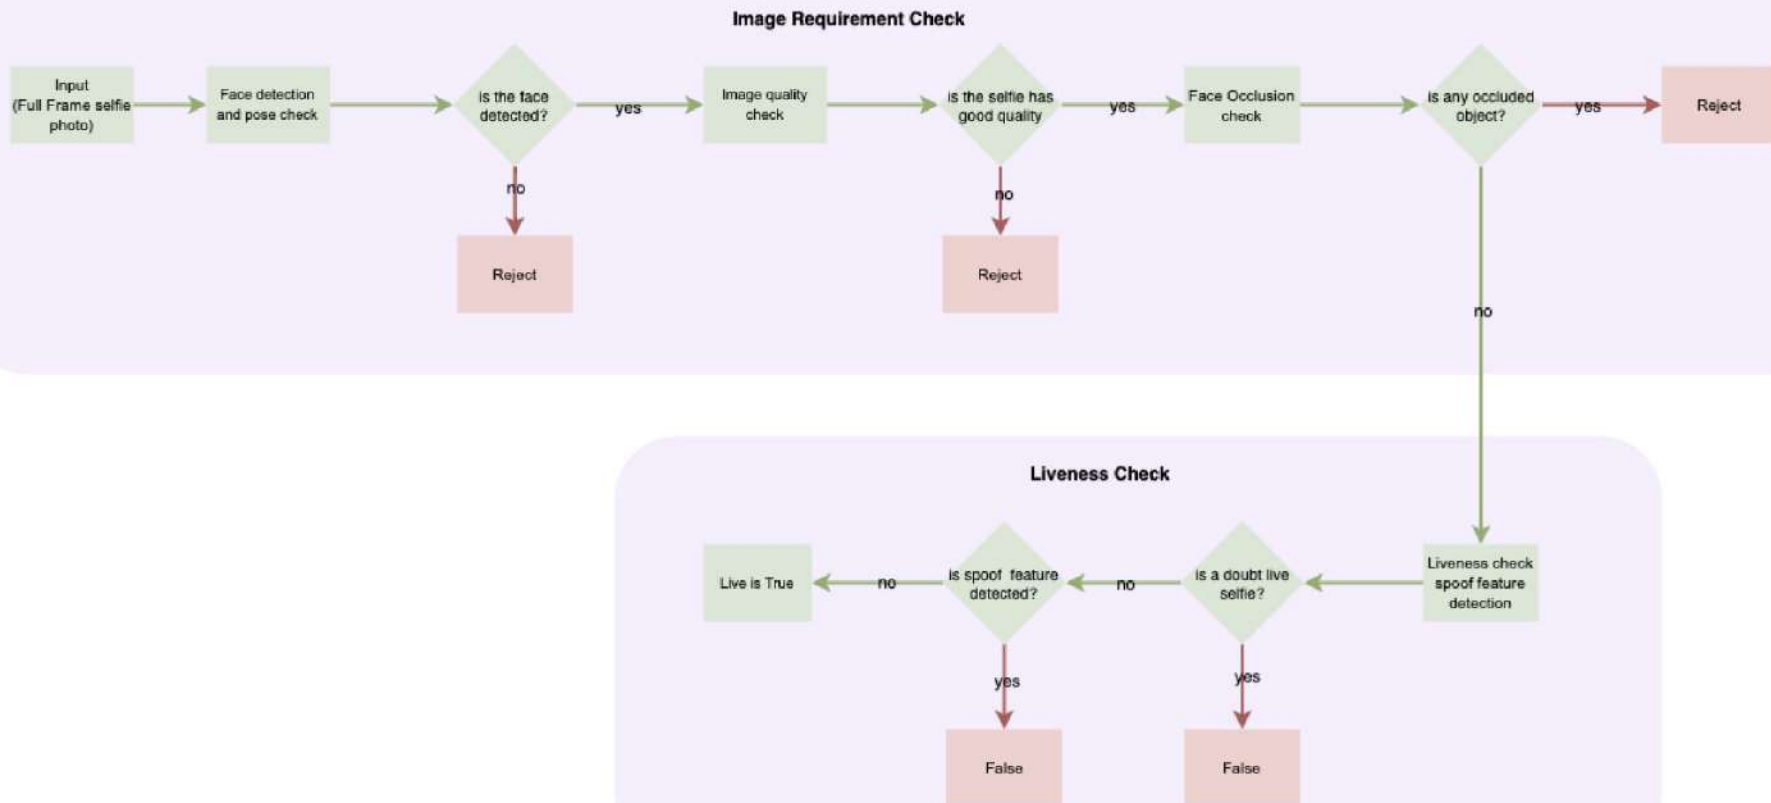 Image Requirement Check
Input
(Full Frame selfie
photo)
Face detection
and pose check
is the face
detected?
yes
Image quality
check
is the selfie has
good quality
yes
Face Occlusion
check
is any occluded
object?
yes
Reject
no
Reject
no
Reject
no
Liveness Check
Liveness check
spoof feature
detection
is a doubt live
selfie?
no
is spoof feature
detected?
no
Live is True
yes
False
yes
False